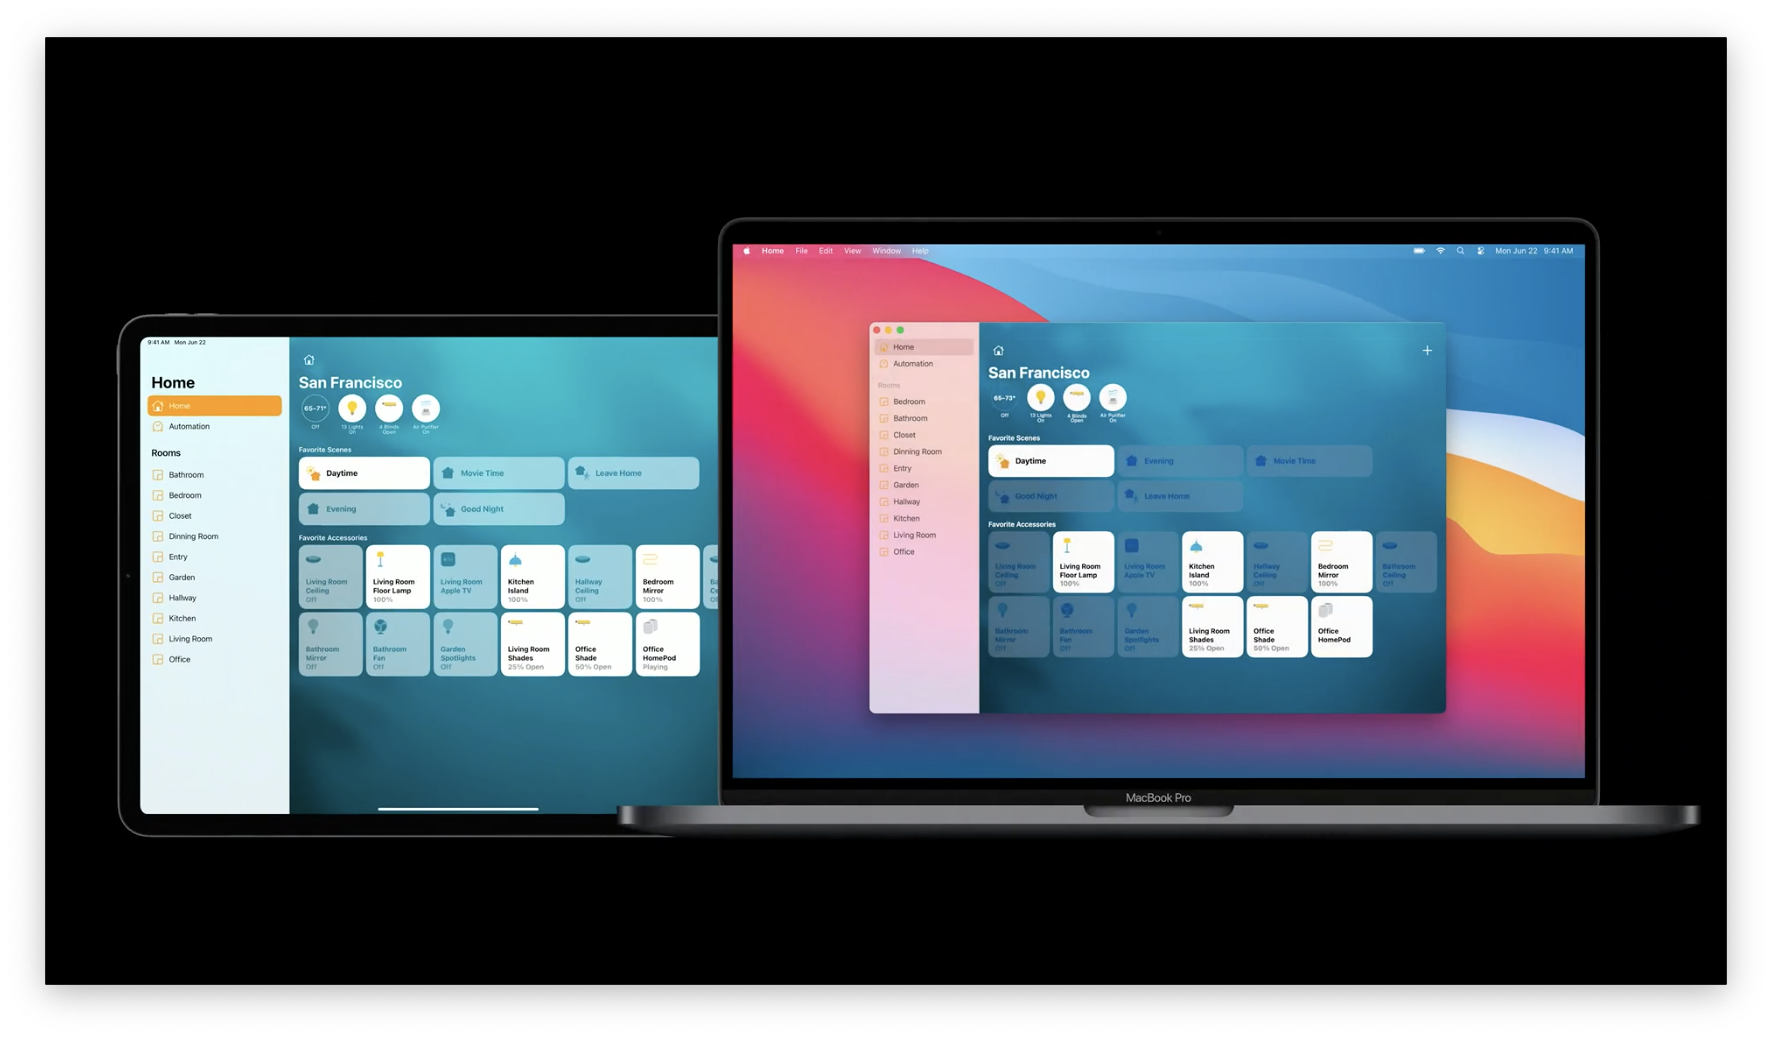 9:41 AM Mon Jun 22
Home
Home
Automation
Rooms
Bathroom
Bedroom
Closet
Dinning Room
Entry
Garden
Hallway
Kitchen
Living Room
Office
San Francisco
65–71°
Off
13 Lights
On
4 Blinds
Open
Air Purifier
On
Favorite Scenes
Daytime
Movie Time
Leave Home
Evening
Good Night
Favorite Accessories
Living Room
Ceiling
Off
Living Room
Floor Lamp
100%
Living Room
Apple TV
Kitchen
Island
100%
Hallway
Ceiling
Off
Bedroom
Mirror
100%
Ba
Ce
Off
Bathroom
Mirror
Off
Bathroom
Fan
Off
Garden
Spotlights
Off
Living Room
Shades
25% Open
Office
Shade
50% Open
Office
HomePod
Playing
Home File Edit View Window Help
Mon Jun 22 9:41 AM
Home
Automation
Rooms
Bedroom
Bathroom
Closet
Dinning Room
Entry
Garden
Hallway
Kitchen
Living Room
Office
San Francisco
65–73°
Off
13 Lights
On
4 Blinds
Open
Air Purifier
On
Favorite Scenes
Daytime
Evening
Movie Time
Good Night
Leave Home
Favorite Accessories
Living Room
Ceiling
Off
Living Room
Floor Lamp
100%
Living Room
Apple TV
Kitchen
Island
100%
Hallway
Ceiling
Off
Bedroom
Mirror
100%
Bathroom
Ceiling
Off
Bathroom
Mirror
Off
Bathroom
Fan
Off
Garden
Spotlights
Off
Living Room
Shades
25% Open
Office
Shade
50% Open
Office
HomePod
MacBook Pro